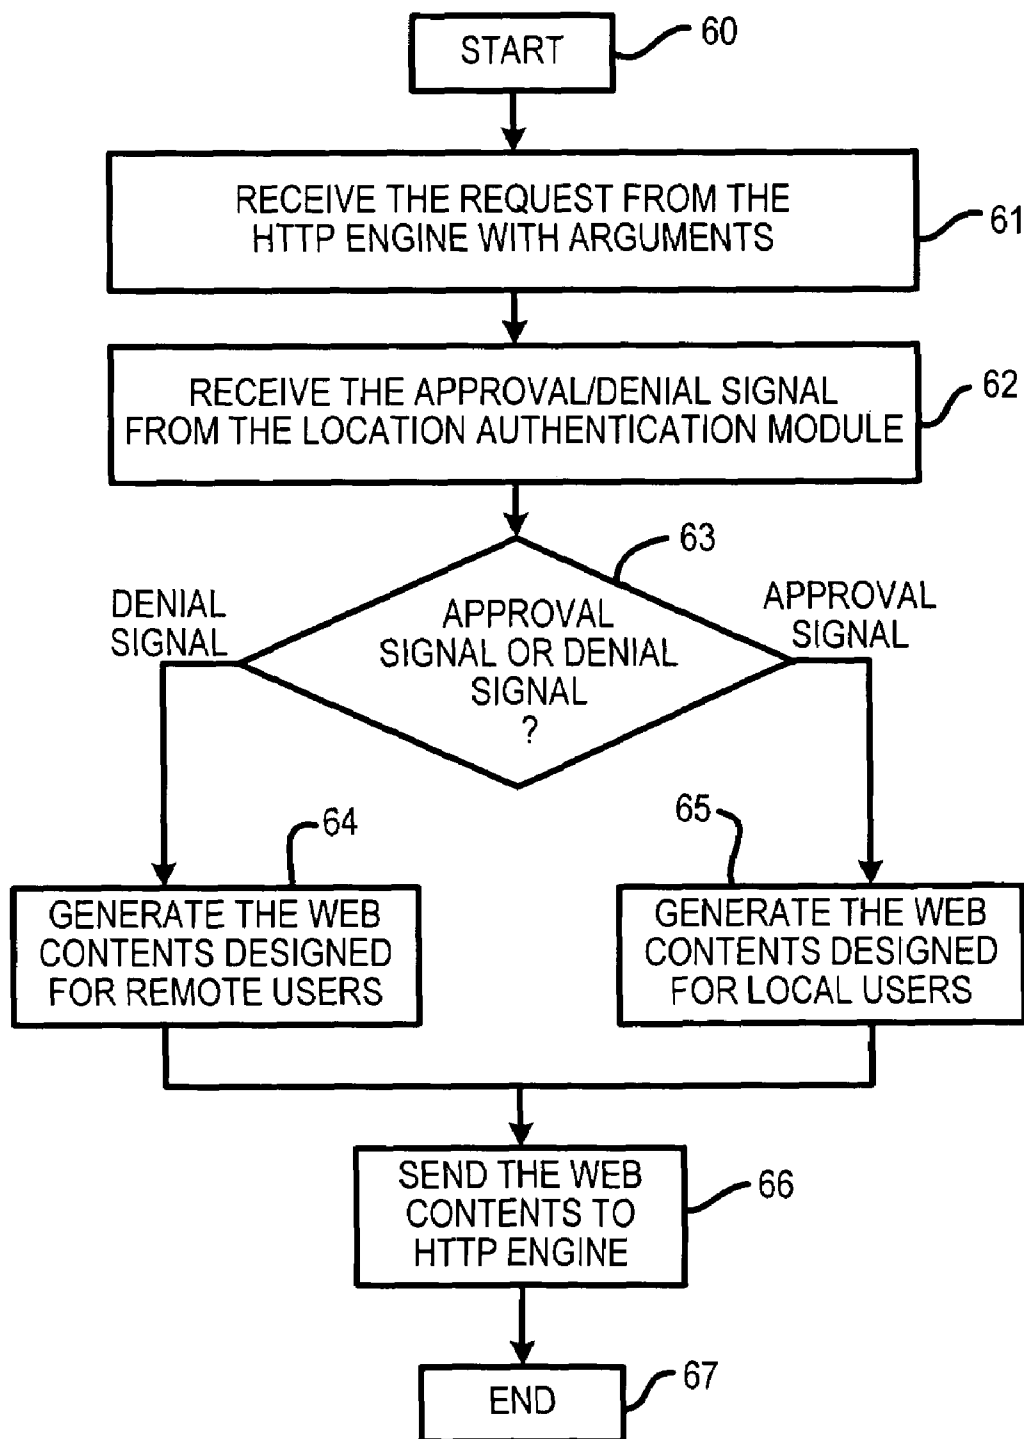 START
60
RECEIVE THE REQUEST FROM THE
HTTP ENGINE WITH ARGUMENTS
61
RECEIVE THE APPROVAL/DENIAL SIGNAL
FROM THE LOCATION AUTHENTICATION MODULE
62
63
DENIAL
SIGNAL
APPROVAL
SIGNAL OR DENIAL
SIGNAL
?
APPROVAL
SIGNAL
64
GENERATE THE WEB
CONTENTS DESIGNED
FOR REMOTE USERS
65
GENERATE THE WEB
CONTENTS DESIGNED
FOR LOCAL USERS
SEND THE WEB
CONTENTS TO
HTTP ENGINE
66
END
67